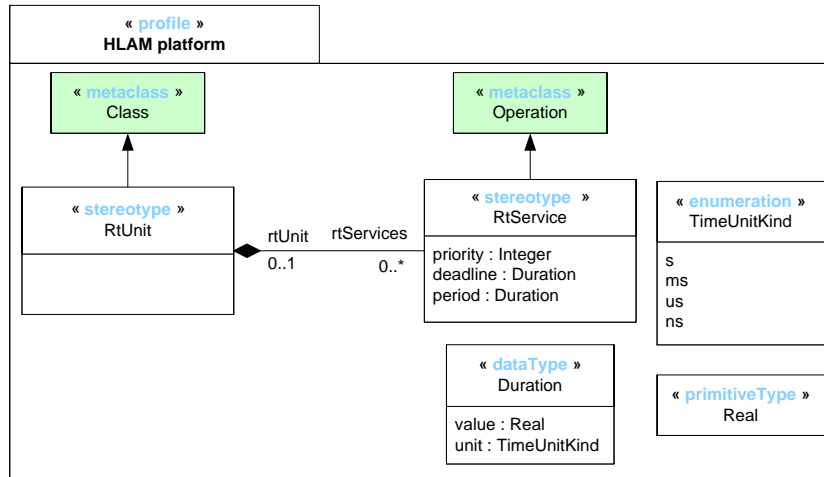 « profile »
HLAM platform
« metaclass »
Class
« metaclass »
Operation
« stereotype »
RtUnit
rtUnit
0..1
rtServices
0..*
« stereotype »
RtService
priority : Integer
deadline : Duration
period : Duration
« enumeration »
TimeUnitKind
s
ms
us
ns
« dataType »
Duration
value : Real
unit : TimeUnitKind
« primitiveType »
Real